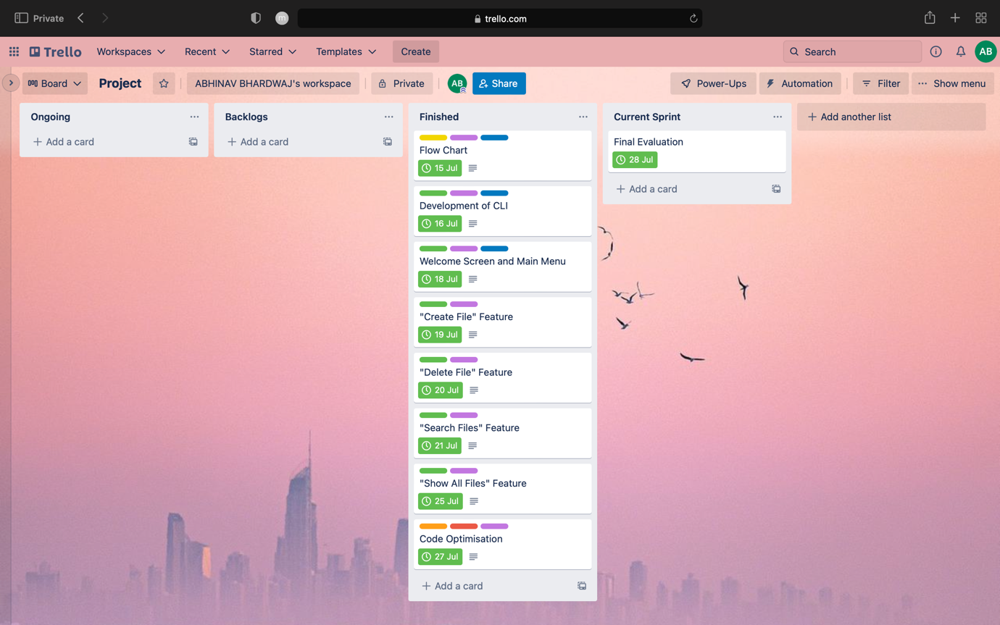 Private
m
trello.com
Trello
Workspaces
Recent
Starred
Templates
Create
Search
AB
Board
Project
ABHINAV BHARDWAJ's workspace
Private
AB
Share
Power-Ups
Automation
Filter
Show menu
Ongoing
Add a card
Backlogs
Add a card
Finished
Flow Chart
15 Jul
Development of CLI
16 Jul
Welcome Screen and Main Menu
18 Jul
"Create File" Feature
19 Jul
"Delete File" Feature
20 Jul
"Search Files" Feature
21 Jul
"Show All Files" Feature
25 Jul
Code Optimisation
27 Jul
Add a card
Current Sprint
Final Evaluation
28 Jul
Add a card
Add another list